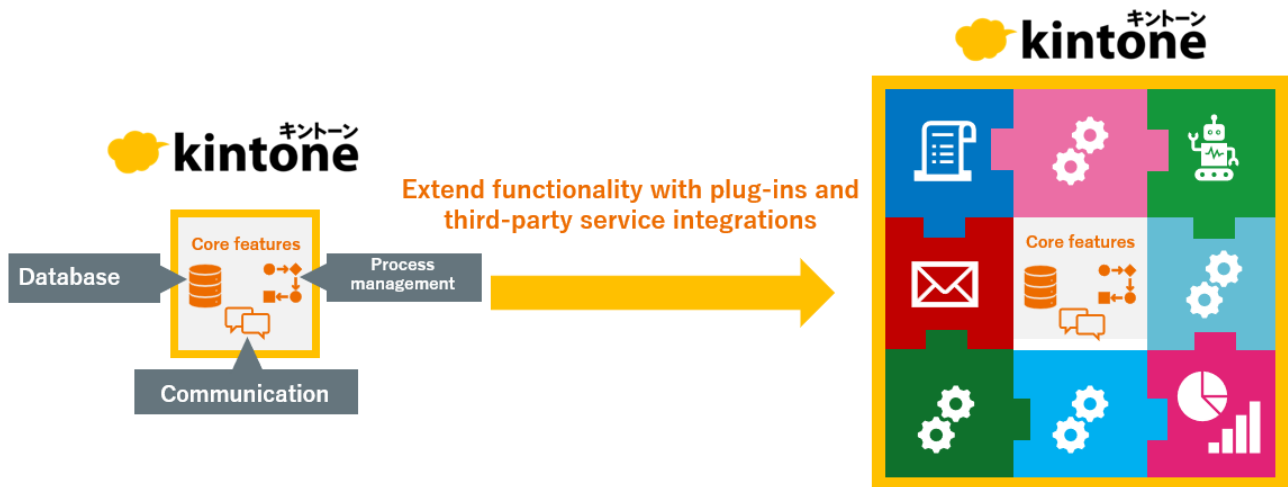 キントーン
kintone
Core features
Database
Process
management
Communication
Extend functionality with plug-ins and
third-party service integrations
キントーン
kintone
Core features